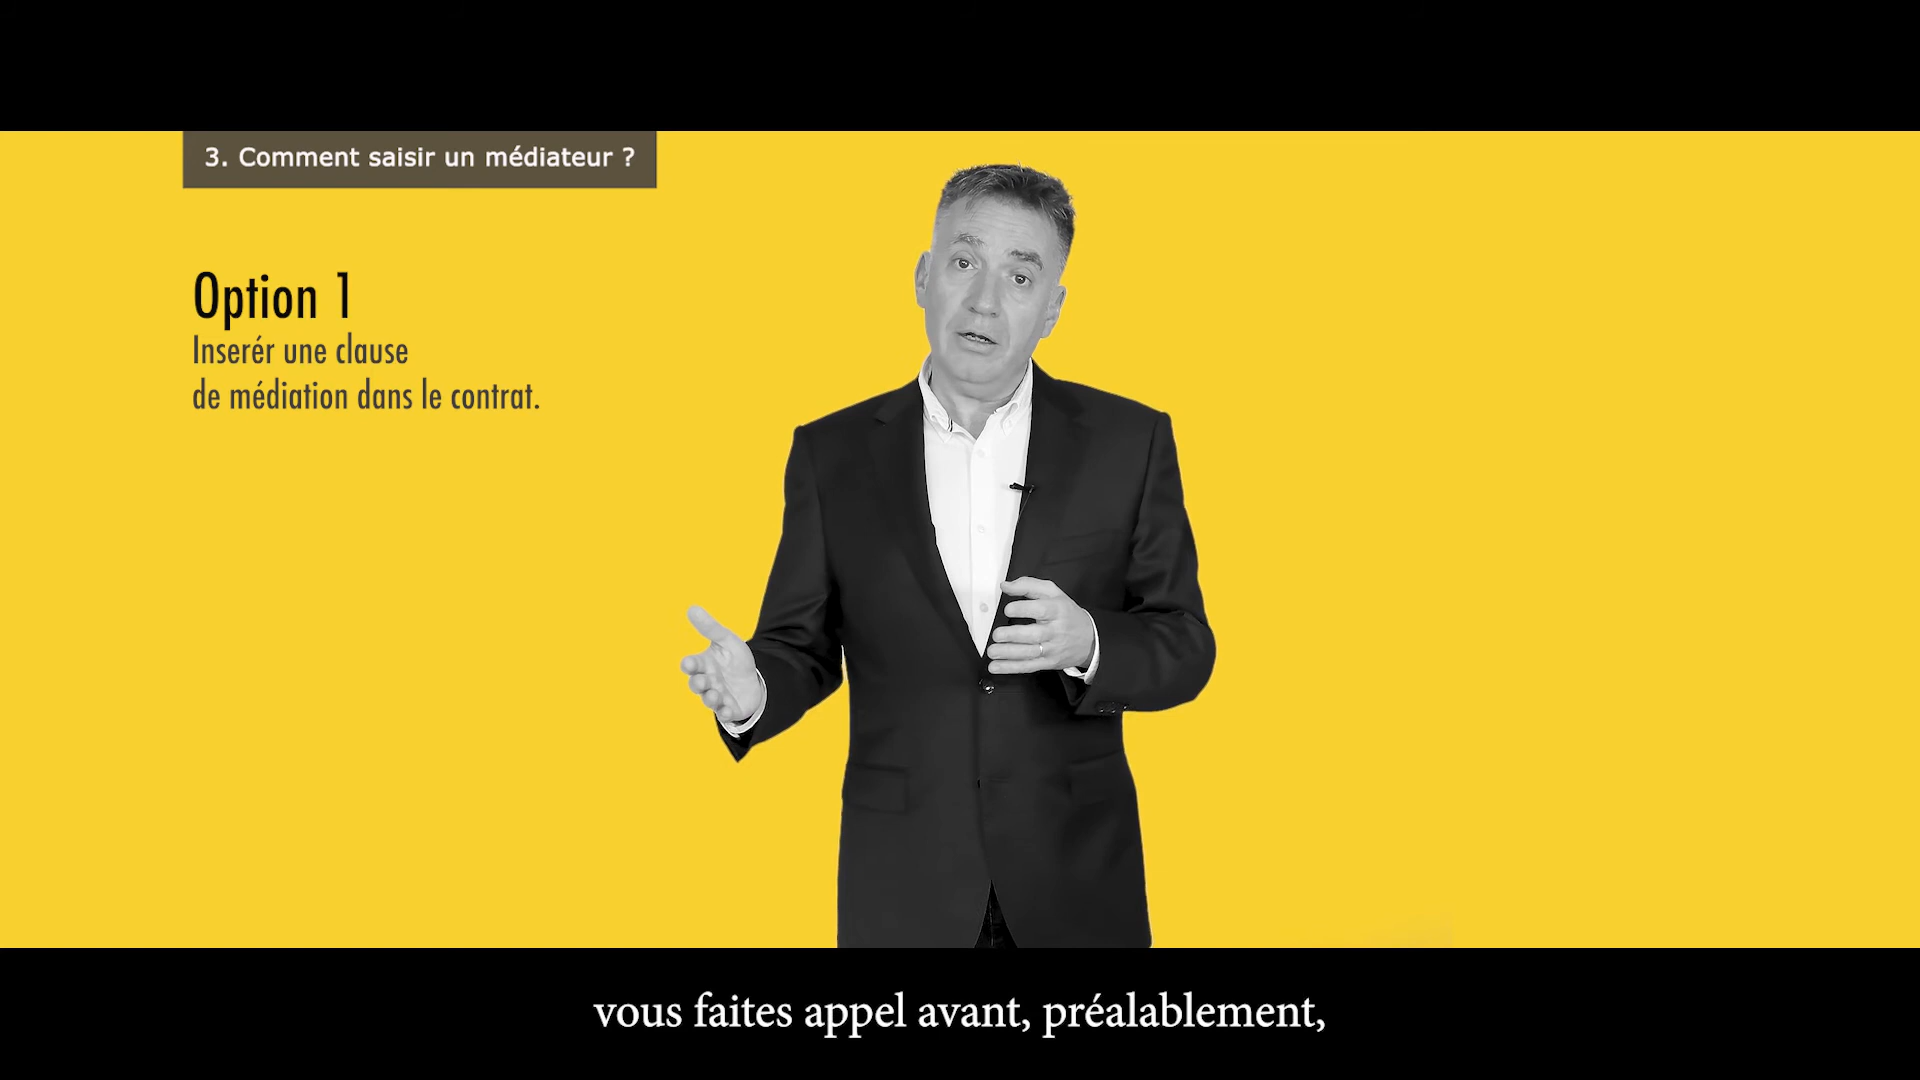 3. Comment saisir un médiateur ?
Option 1
Inserér une clause
de médiation dans le contrat.
vous faites appel avant, préalablement,